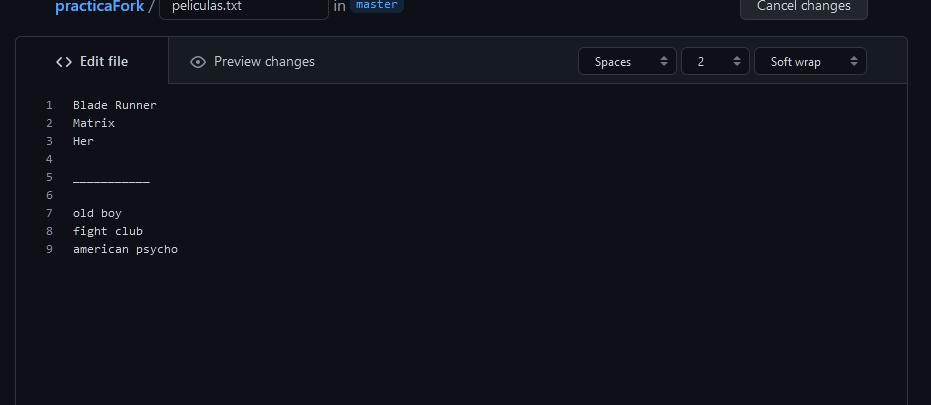 practicaFork / peliculas.txt in master Cancel changes
<> Edit file Preview changes Spaces 2 Soft wrap
1 Blade Runner
2 Matrix
3 Her
4
5 ___________
6
7 old boy
8 fight club
9 american psycho